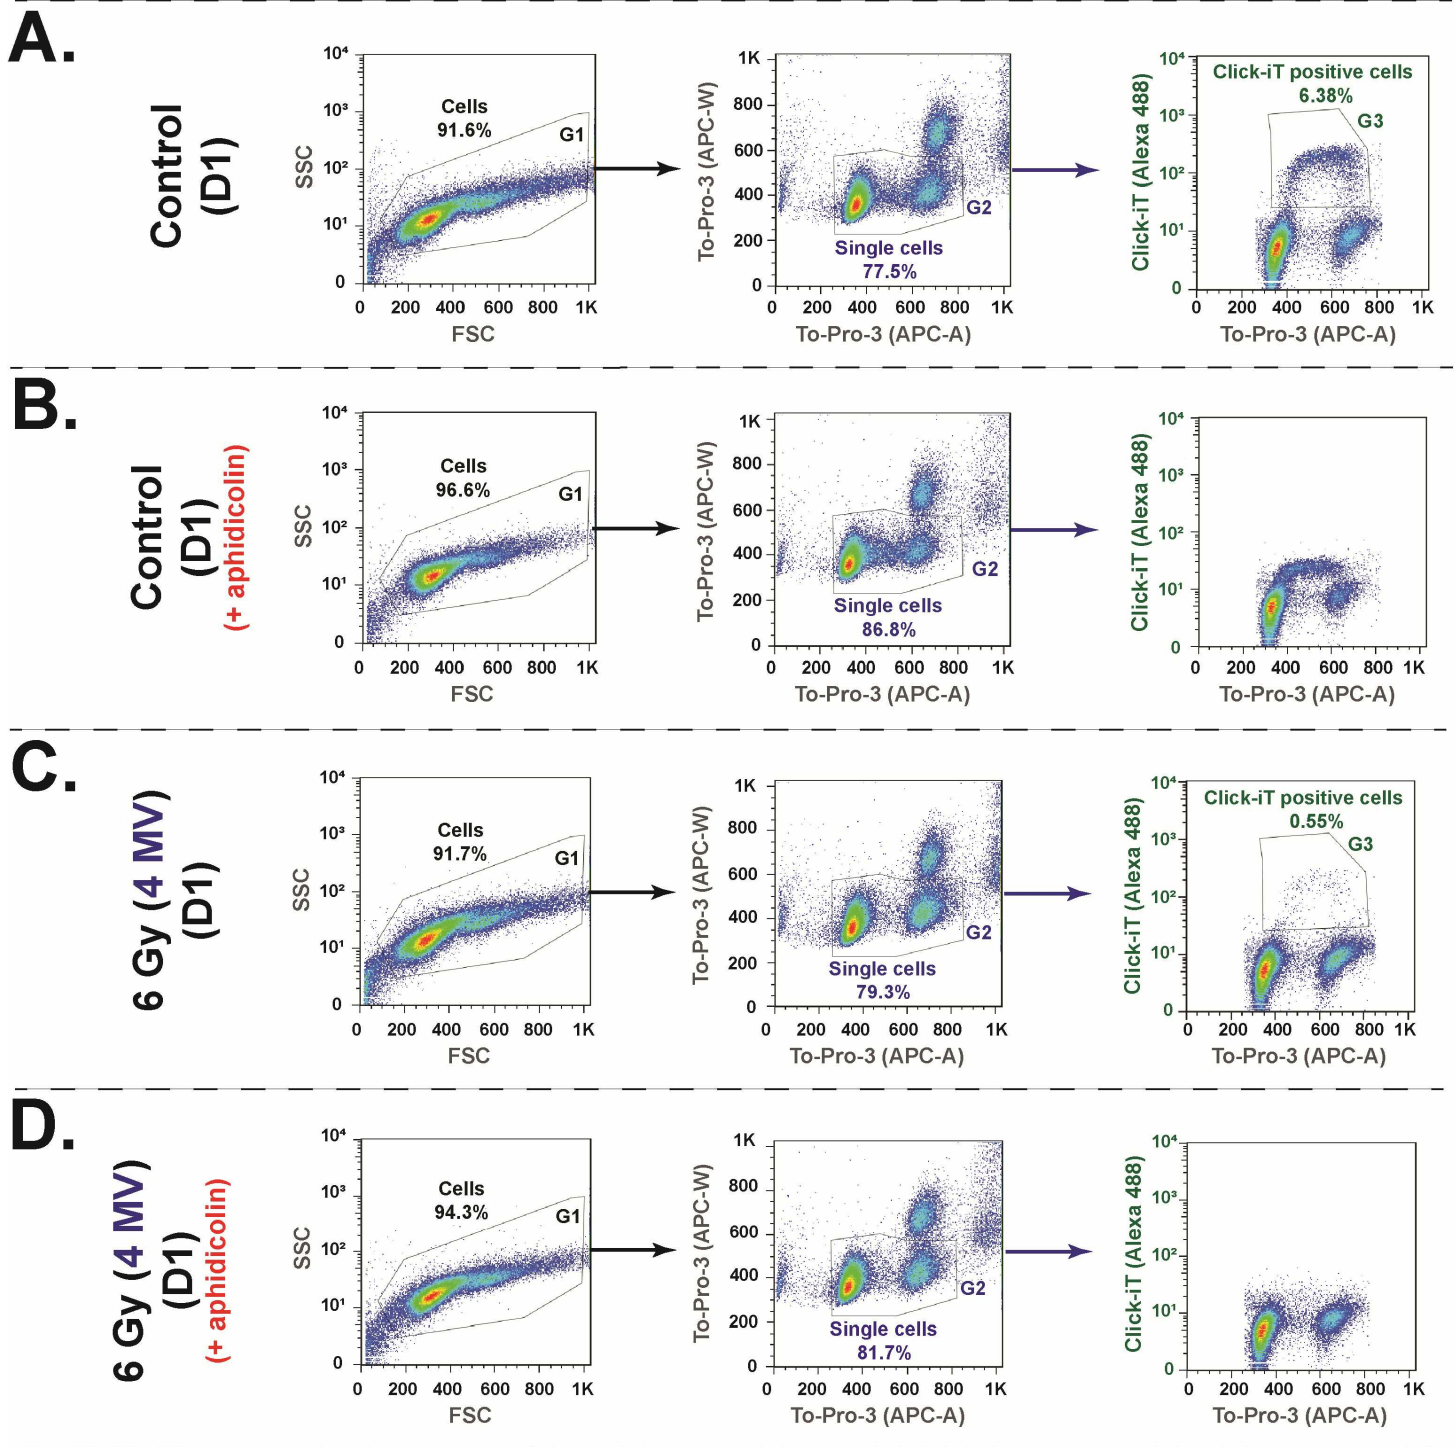 A.
Control
(D1)
10⁴
10³
10²
10¹
0
SSC
Cells
91.6%
G1
0 200 400 600 800 1K
FSC
1K
800
600
400
200
0
To-Pro-3 (APC-W)
G2
Single cells
77.5%
0 200 400 600 800 1K
To-Pro-3 (APC-A)
10⁴
10³
10²
10¹
0
Click-iT (Alexa 488)
Click-iT positive cells
6.38%
G3
0 200 400 600 800 1K
To-Pro-3 (APC-A)
B.
Control
(D1)
(+ aphidicolin)
10⁴
10³
10²
10¹
0
SSC
Cells
96.6%
G1
0 200 400 600 800 1K
FSC
1K
800
600
400
200
0
To-Pro-3 (APC-W)
G2
Single cells
86.8%
0 200 400 600 800 1K
To-Pro-3 (APC-A)
10⁴
10³
10²
10¹
0
Click-iT (Alexa 488)
0 200 400 600 800 1K
To-Pro-3 (APC-A)
C.
6 Gy (4 MV)
(D1)
10⁴
10³
10²
10¹
0
SSC
Cells
91.7%
G1
0 200 400 600 800 1K
FSC
1K
800
600
400
200
0
To-Pro-3 (APC-W)
G2
Single cells
79.3%
0 200 400 600 800 1K
To-Pro-3 (APC-A)
10⁴
10³
10²
10¹
0
Click-iT (Alexa 488)
Click-iT positive cells
0.55%
G3
0 200 400 600 800 1K
To-Pro-3 (APC-A)
D.
6 Gy (4 MV)
(D1)
(+ aphidicolin)
10⁴
10³
10²
10¹
0
SSC
Cells
94.3%
G1
0 200 400 600 800 1K
FSC
1K
800
600
400
200
0
To-Pro-3 (APC-W)
G2
Single cells
81.7%
0 200 400 600 800 1K
To-Pro-3 (APC-A)
10⁴
10³
10²
10¹
0
Click-iT (Alexa 488)
0 200 400 600 800 1K
To-Pro-3 (APC-A)